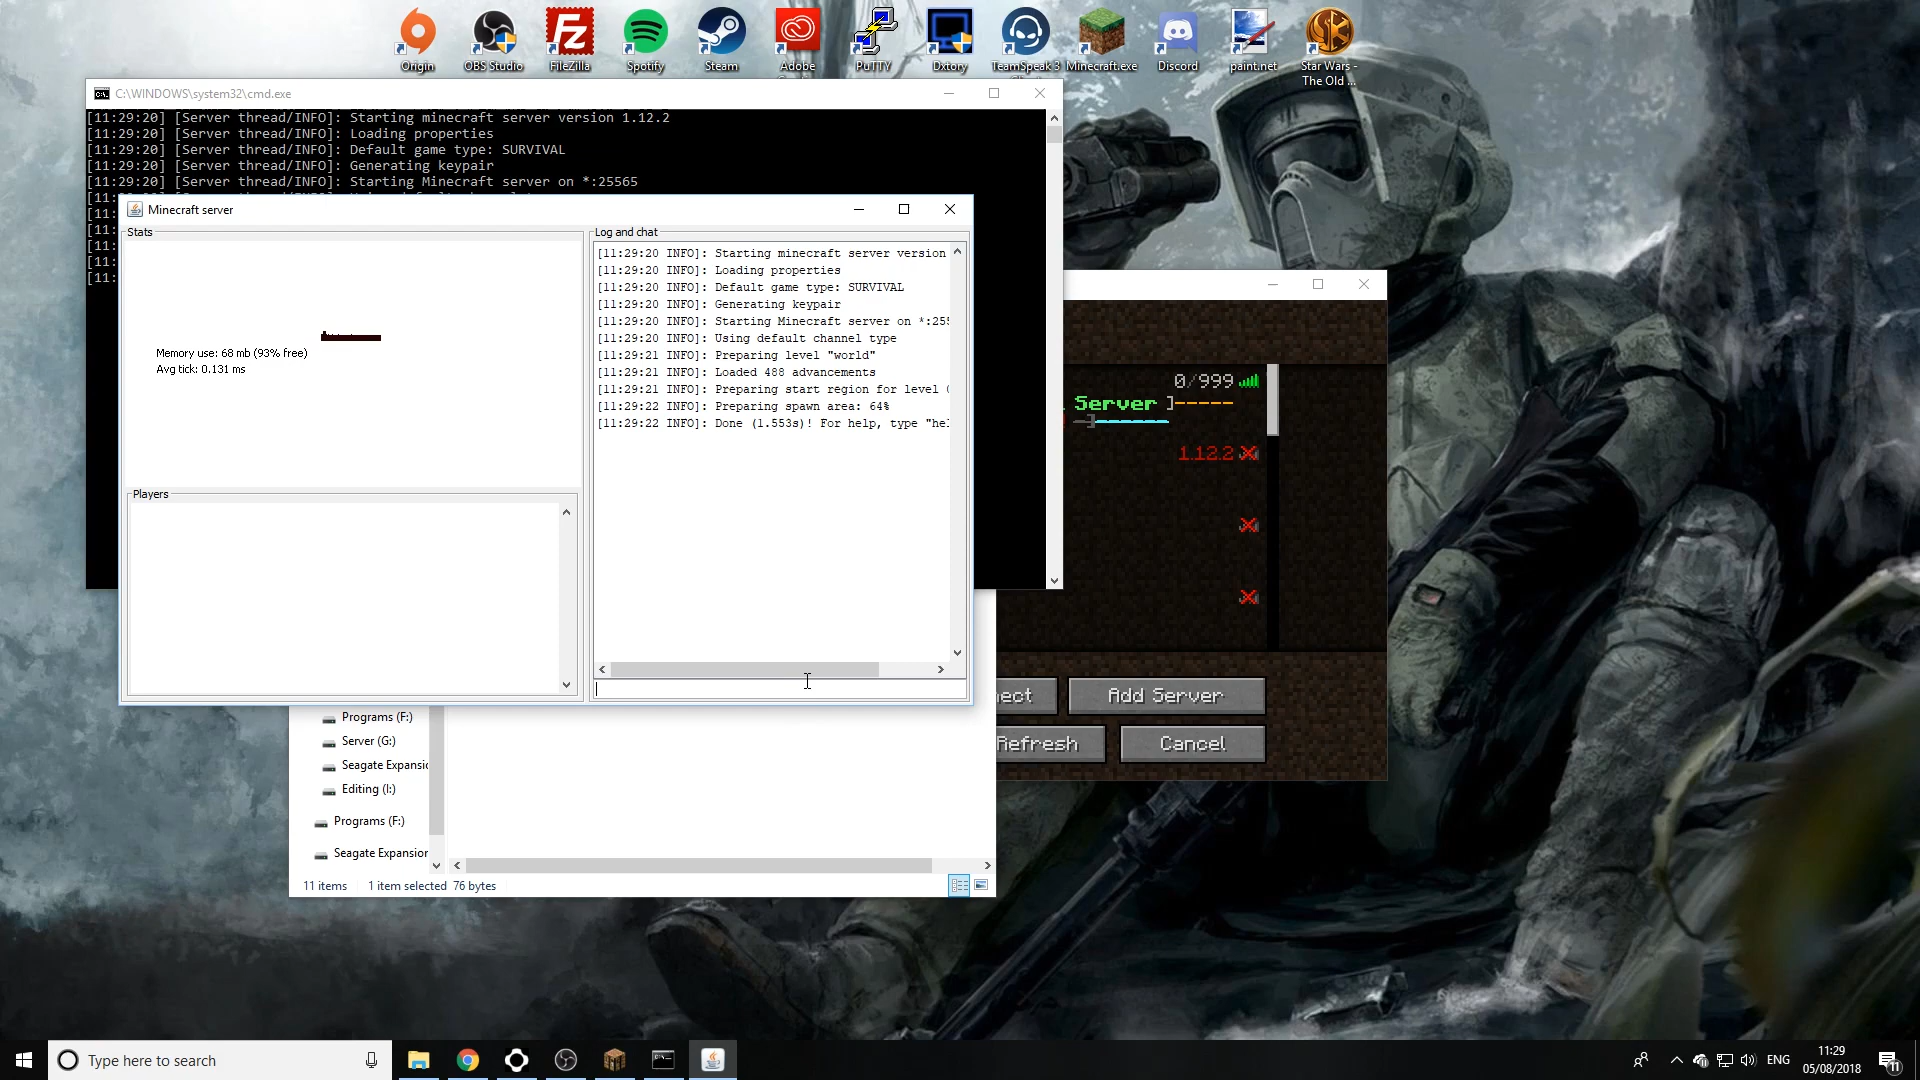 Origin
OBS Studio
FileZilla
Spotify
Steam
Adobe
PuTTY
Dxtory
TeamSpeak 3
Minecraft.exe
Discord
paint.net
Star Wars -
The Old ...
C:\WINDOWS\system32\cmd.exe
[11:29:20] [Server thread/INFO]: Starting minecraft server version 1.12.2
[11:29:20] [Server thread/INFO]: Loading properties
[11:29:20] [Server thread/INFO]: Default game type: SURVIVAL
[11:29:20] [Server thread/INFO]: Generating keypair
[11:29:20] [Server thread/INFO]: Starting Minecraft server on *:25565
[11:
[11:
[11:
[11:
[11:
[11:
Minecraft server
Stats
Memory use: 68 mb (93% free)
Avg tick: 0.131 ms
Players
Log and chat
[11:29:20 INFO]: Starting minecraft server version
[11:29:20 INFO]: Loading properties
[11:29:20 INFO]: Default game type: SURVIVAL
[11:29:20 INFO]: Generating keypair
[11:29:20 INFO]: Starting Minecraft server on *:255
[11:29:20 INFO]: Using default channel type
[11:29:21 INFO]: Preparing level "world"
[11:29:21 INFO]: Loaded 488 advancements
[11:29:21 INFO]: Preparing start region for level
[11:29:22 INFO]: Preparing spawn area: 64%
[11:29:22 INFO]: Done (1.553s)! For help, type "hel
0/999
Server ]-----
1.12.2
nect
Add Server
Refresh
Cancel
Programs (F:)
Server (G:)
Seagate Expansio
Editing (I:)
Programs (F:)
Seagate Expansion
11 items
1 item selected 76 bytes
Type here to search
ENG
11:29
05/08/2018
11